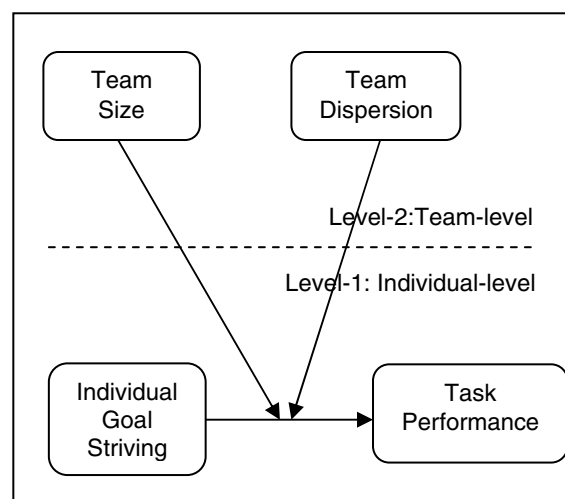 Team
Size
Team
Dispersion
Level-2:Team-level
Level-1: Individual-level
Individual
Goal
Striving
Task
Performance